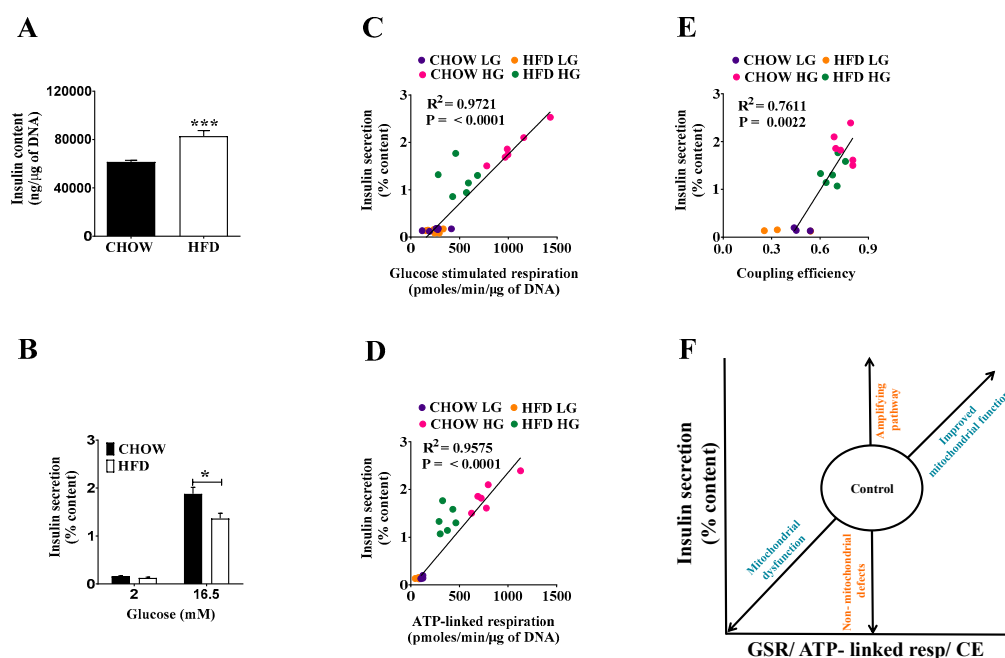 A
Insulin content
(ng/µg of DNA)
120000
80000
40000
0
***
CHOW
HFD
B
Insulin secretion
(% content)
3
2
1
0
CHOW
HFD
*
2
16.5
Glucose (mM)
C
CHOW LG
HFD LG
CHOW HG
HFD HG
R² = 0.9721
P = < 0.0001
Insulin secretion
(% content)
3
2
1
0
0
500
1000
1500
Glucose stimulated respiration
(pmoles/min/µg of DNA)
D
CHOW LG
HFD LG
CHOW HG
HFD HG
R² = 0.9575
P = < 0.0001
Insulin secretion
(% content)
3
2
1
0
0
500
1000
1500
ATP-linked respiration
(pmoles/min/µg of DNA)
E
CHOW LG
HFD LG
CHOW HG
HFD HG
R² = 0.7611
P = 0.0022
Insulin secretion
(% content)
3
2
1
0
0.0
0.3
0.6
0.9
Coupling efficiency
F
Insulin secretion
(% content)
Amplifying
pathway
Improved
mitochondrial function
Control
Mitochondrial
dysfunction
Non- mitochondrial
defects
GSR/ ATP- linked resp/ CE